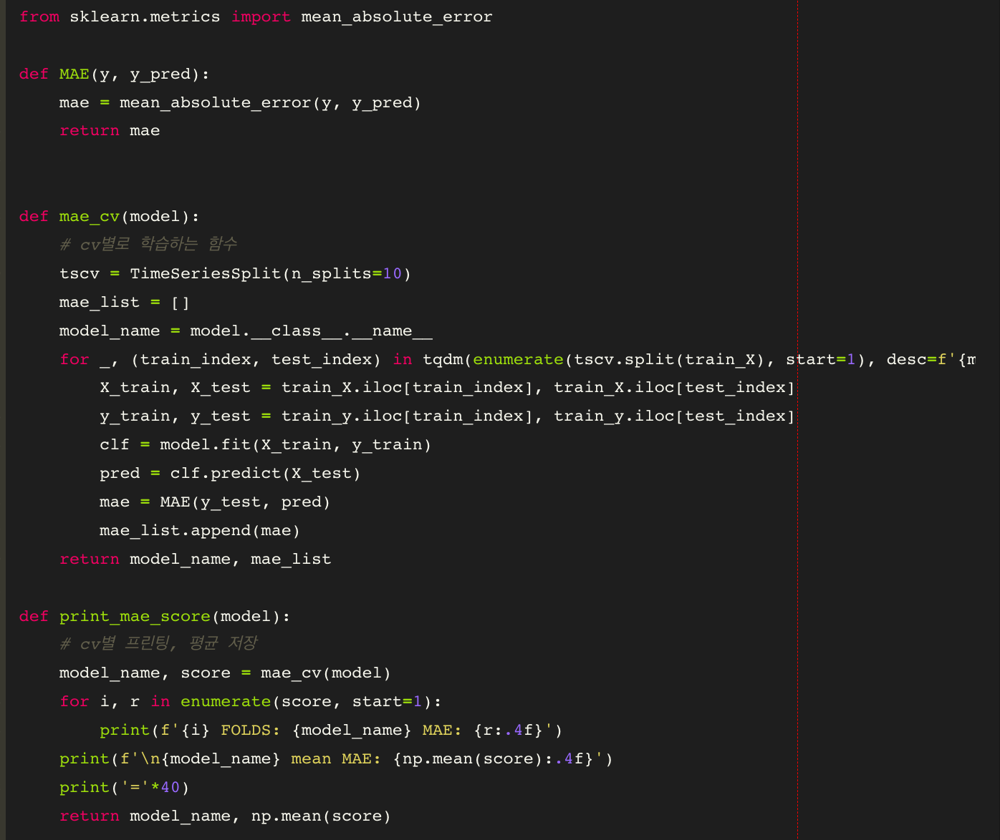 from sklearn.metrics import mean_absolute_error
def MAE(y, y_pred):
    mae = mean_absolute_error(y, y_pred)
    return mae
def mae_cv(model):
    # cv별로 학습하는 함수
    tscv = TimeSeriesSplit(n_splits=10)
    mae_list = []
    model_name = model.__class__.__name__
    for _, (train_index, test_index) in tqdm(enumerate(tscv.split(train_X), start=1), desc=f'{m
        X_train, X_test = train_X.iloc[train_index], train_X.iloc[test_index]
        y_train, y_test = train_y.iloc[train_index], train_y.iloc[test_index]
        clf = model.fit(X_train, y_train)
        pred = clf.predict(X_test)
        mae = MAE(y_test, pred)
        mae_list.append(mae)
    return model_name, mae_list
def print_mae_score(model):
    # cv별 프린팅, 평균 저장
    model_name, score = mae_cv(model)
    for i, r in enumerate(score, start=1):
        print(f'{i} FOLDS: {model_name} MAE: {r:.4f}')
    print(f'\n{model_name} mean MAE: {np.mean(score):.4f}')
    print('='*40)
    return model_name, np.mean(score)